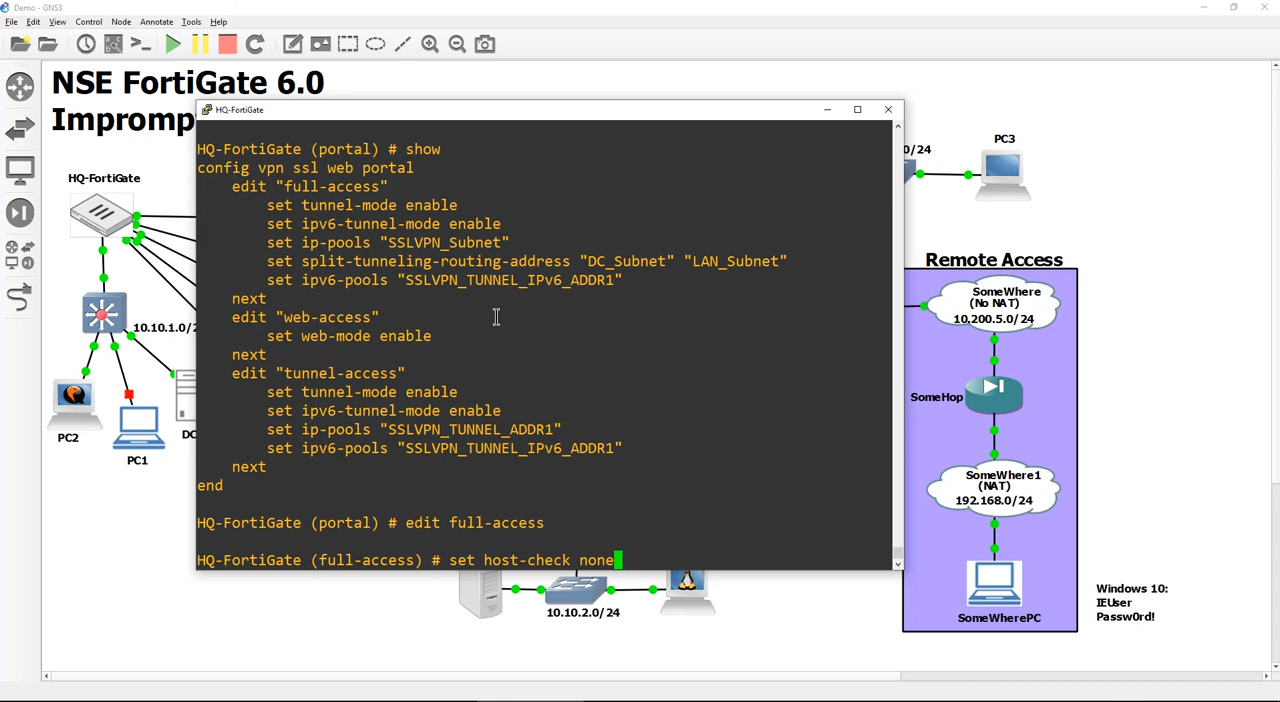 Demo - GNS3
File Edit View Control Node Annotate Tools Help
NSE FortiGate 6.0
Impromp
HQ-FortiGate
HQ-FortiGate (portal) # show
config vpn ssl web portal
edit "full-access"
set tunnel-mode enable
set ipv6-tunnel-mode enable
set ip-pools "SSLVPN_Subnet"
set split-tunneling-routing-address "DC_Subnet" "LAN_Subnet"
set ipv6-pools "SSLVPN_TUNNEL_IPv6_ADDR1"
next
edit "web-access"
set web-mode enable
next
edit "tunnel-access"
set tunnel-mode enable
set ipv6-tunnel-mode enable
set ip-pools "SSLVPN_TUNNEL_ADDR1"
set ipv6-pools "SSLVPN_TUNNEL_IPv6_ADDR1"
next
end
HQ-FortiGate (portal) # edit full-access
HQ-FortiGate (full-access) # set host-check none
HQ-FortiGate
10.10.1.0/2
PC2
PC1
DC
10.10.2.0/24
0/24
PC3
Remote Access
SomeWhere
(No NAT)
10.200.5.0/24
SomeHop
SomeWhere1
(NAT)
192.168.0/24
SomeWherePC
Windows 10:
IEUser
Passw0rd!